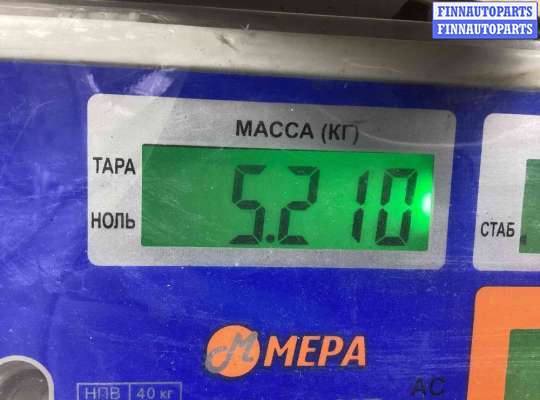 FINNAUTOPARTS
FINNAUTOPARTS
МАССА (КГ)
ТАРА
НОЛЬ
5.210
СТАБ.
М МЕРА
АС
НПВ 40 кг